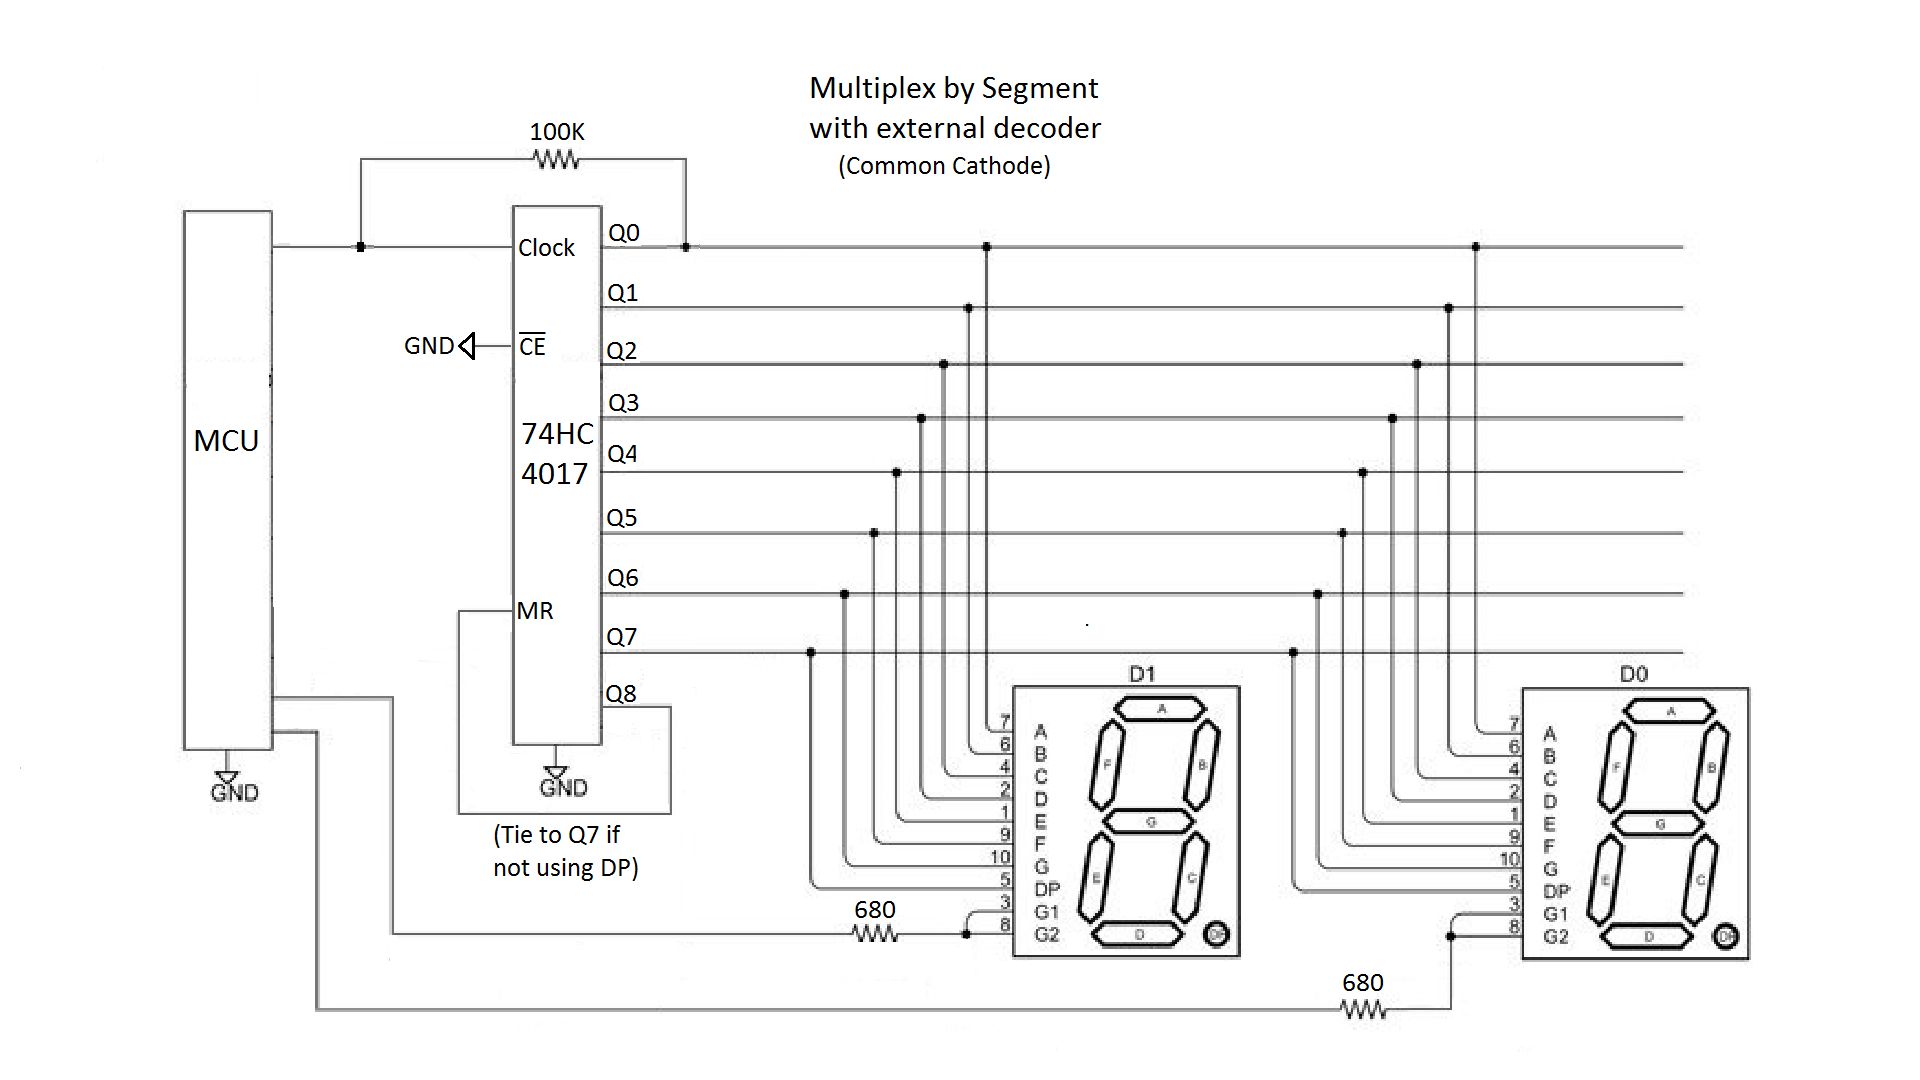 Multiplex by Segment
with external decoder
(Common Cathode)
100K
Clock
Q0
Q1
GND
CE
Q2
Q3
MCU
74HC
4017
Q4
Q5
Q6
MR
Q7
Q8
GND
GND
(Tie to Q7 if
not using DP)
680
680
D1
7 A
6 B
4 C
2 D
1 E
9 F
10 G
5 DP
3 G1
8 G2
A
F
B
G
E
C
D
DP
D0
7 A
6 B
4 C
2 D
1 E
9 F
10 G
5 DP
3 G1
8 G2
A
F
B
G
E
C
D
DP